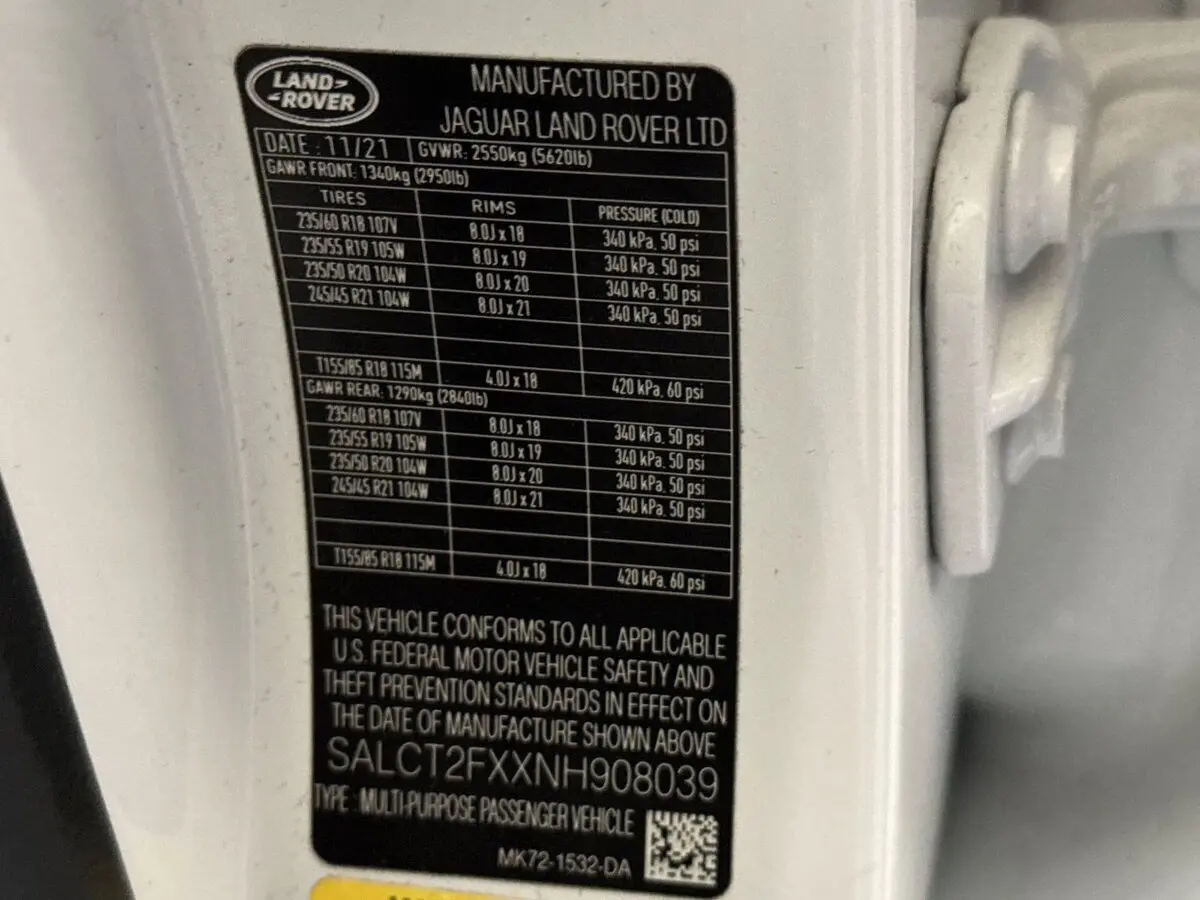 LAND ROVER
MANUFACTURED BY
JAGUAR LAND ROVER LTD
DATE : 11/21 GVWR: 2550kg (5620lb)
GAWR FRONT: 1340kg (2950lb)
TIRES RIMS PRESSURE (COLD)
235/60 R18 107V 8.0J x 18 340 kPa, 50 psi
235/55 R19 105W 8.0J x 19 340 kPa, 50 psi
235/50 R20 104W 8.0J x 20 340 kPa, 50 psi
245/45 R21 104W 8.0J x 21 340 kPa, 50 psi
T155/85 R18 115M 4.0J x 18 420 kPa, 60 psi
GAWR REAR: 1290kg (2840lb)
235/60 R18 107V 8.0J x 18 340 kPa, 50 psi
235/55 R19 105W 8.0J x 19 340 kPa, 50 psi
235/50 R20 104W 8.0J x 20 340 kPa, 50 psi
245/45 R21 104W 8.0J x 21 340 kPa, 50 psi
T155/85 R18 115M 4.0J x 18 420 kPa, 60 psi
THIS VEHICLE CONFORMS TO ALL APPLICABLE
U.S. FEDERAL MOTOR VEHICLE SAFETY AND
THEFT PREVENTION STANDARDS IN EFFECT ON
THE DATE OF MANUFACTURE SHOWN ABOVE
SALCT2FXXNH908039
TYPE : MULTI-PURPOSE PASSENGER VEHICLE
MK72-1532-DA